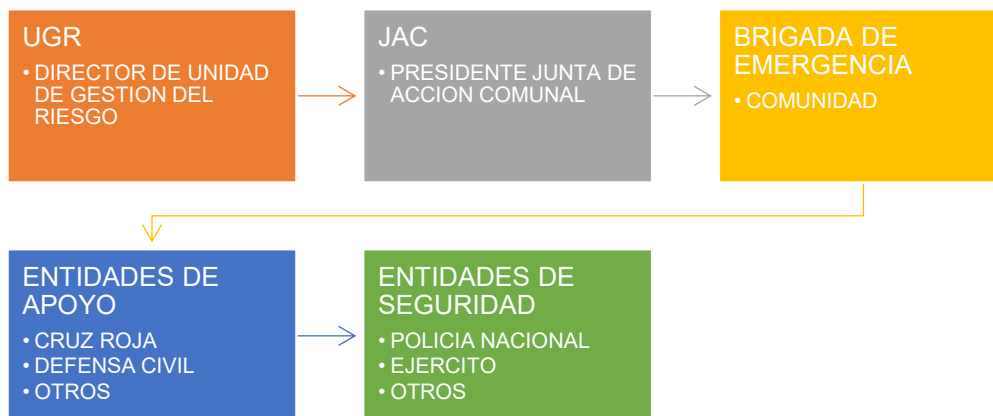 UGR
• DIRECTOR DE UNIDAD
DE GESTION DEL
RIESGO
JAC
• PRESIDENTE JUNTA DE
ACCION COMUNAL
BRIGADA DE
EMERGENCIA
• COMUNIDAD
ENTIDADES DE
APOYO
• CRUZ ROJA
• DEFENSA CIVIL
• OTROS
ENTIDADES DE
SEGURIDAD
• POLICIA NACIONAL
• EJERCITO
• OTROS